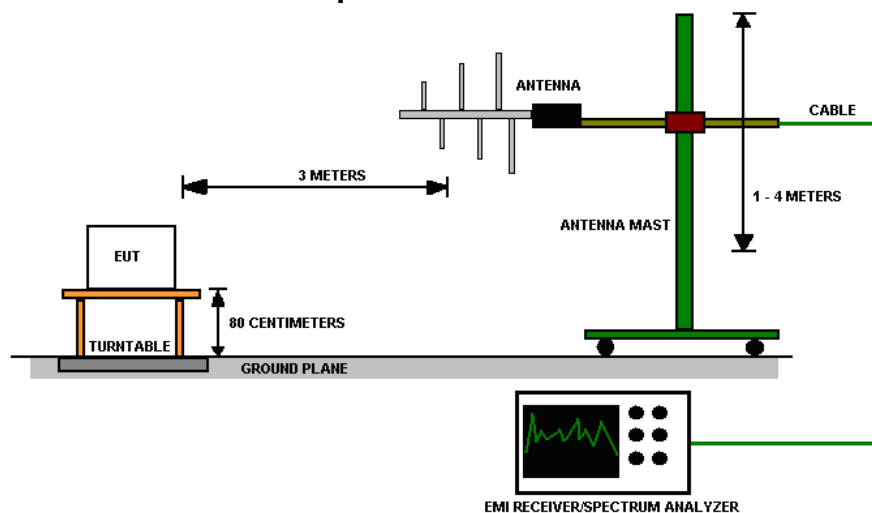 ANTENNA
CABLE
3 METERS
1 - 4 METERS
ANTENNA MAST
EUT
80 CENTIMETERS
TURNTABLE
GROUND PLANE
EMI RECEIVER/SPECTRUM ANALYZER